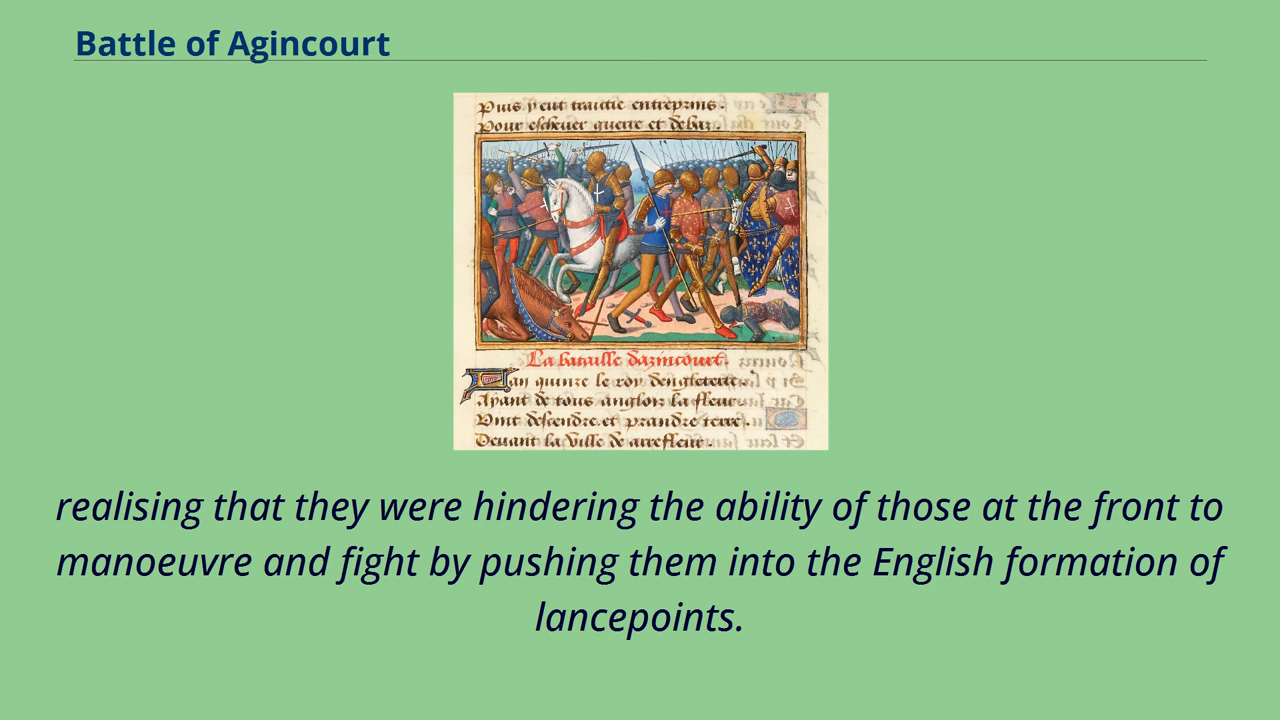 Battle of Agincourt
Puis y eut traictie entreprins.
Pour eschever guerre et debaz.
La bataille dazincourt.
an quinze le roy dengleterre
Ayant de tous anglois la fleur
Vint descendre et prandre terre
Devant la ville de arrefleur.
realising that they were hindering the ability of those at the front to
manoeuvre and fight by pushing them into the English formation of
lancepoints.